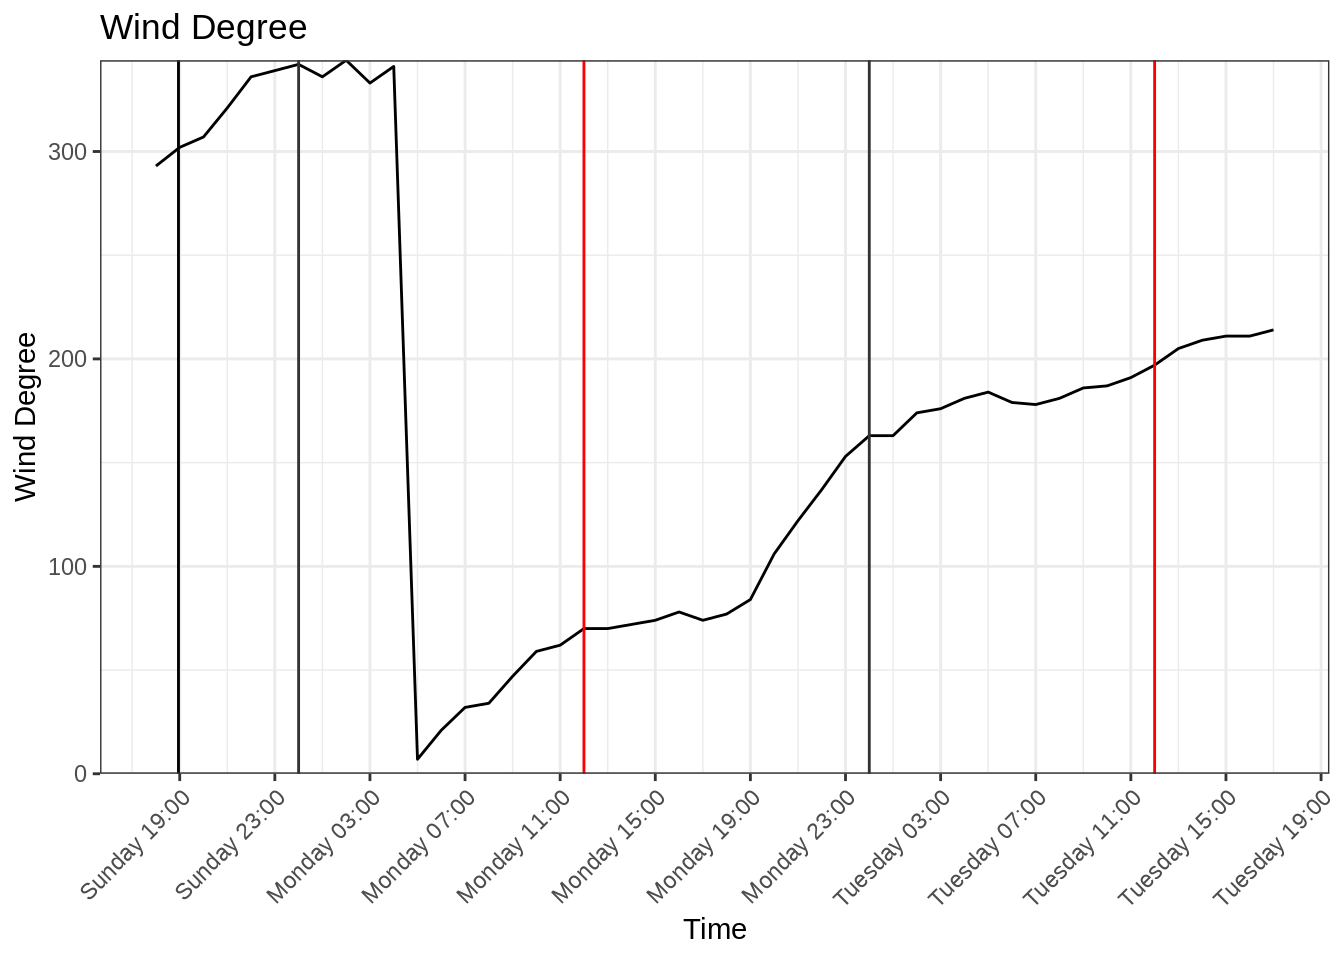 Wind Degree
Wind Degree
300
200
100
0
Sunday 19:00
Sunday 23:00
Monday 03:00
Monday 07:00
Monday 11:00
Monday 15:00
Monday 19:00
Monday 23:00
Tuesday 03:00
Tuesday 07:00
Tuesday 11:00
Tuesday 15:00
Tuesday 19:00
Time